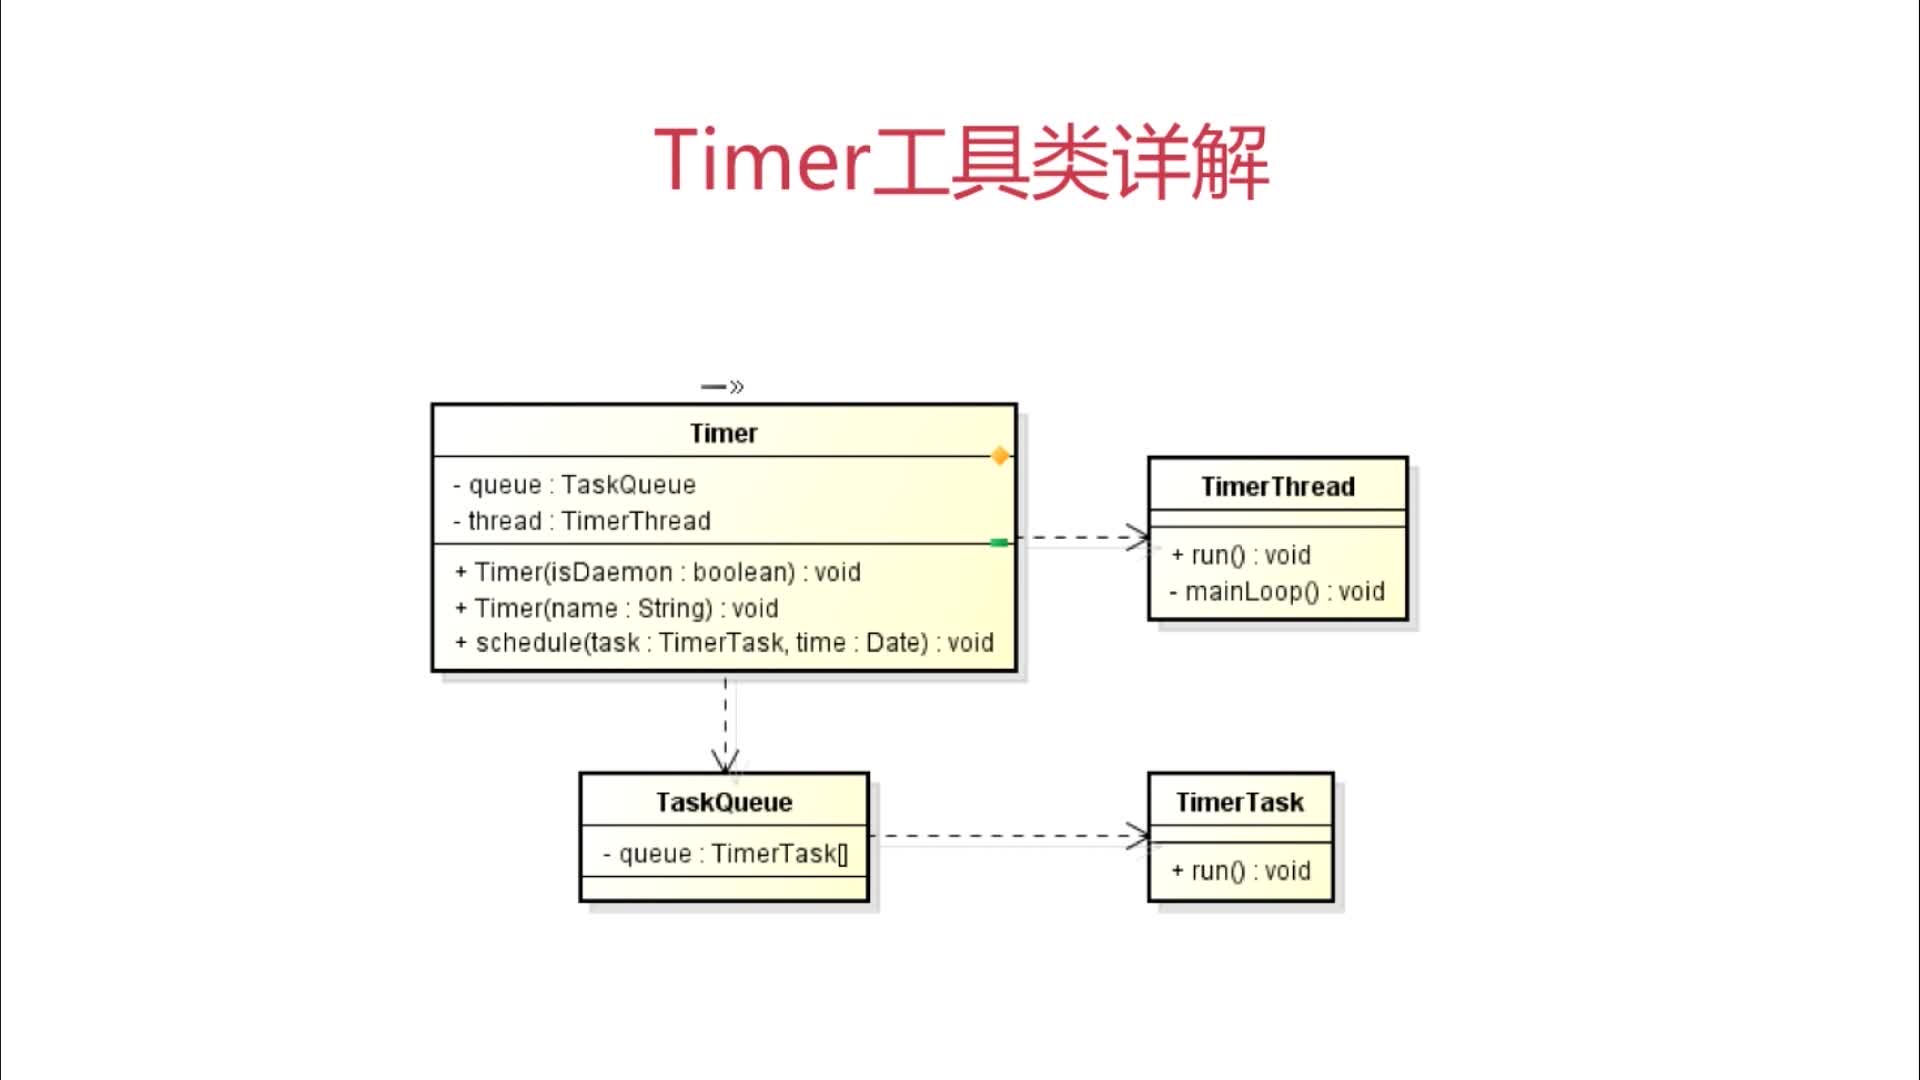 Timer工具类详解
Timer
- queue : TaskQueue
- thread : TimerThread
+ Timer(isDaemon : boolean) : void
+ Timer(name : String) : void
+ schedule(task : TimerTask, time : Date) : void
TimerThread
+ run() : void
- mainLoop() : void
TaskQueue
- queue : TimerTask[]
TimerTask
+ run() : void